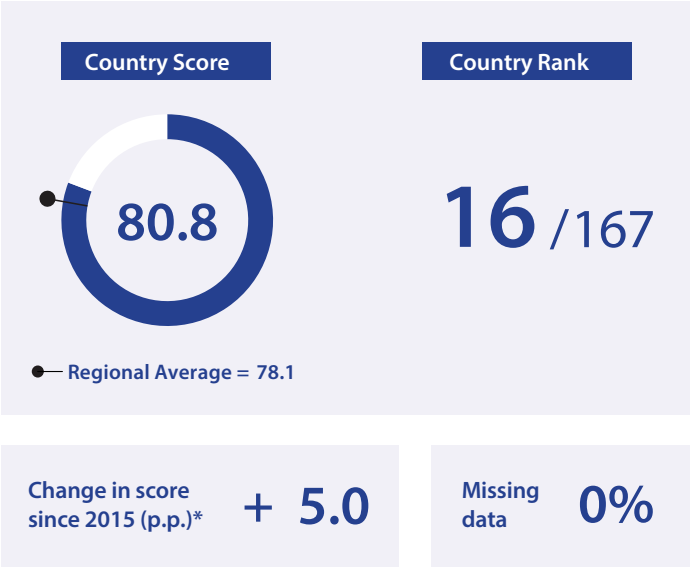 Country Score
Country Rank
80.8
16 /167
Regional Average = 78.1
Change in score
since 2015 (p.p.)*
+ 5.0
Missing
data
0%